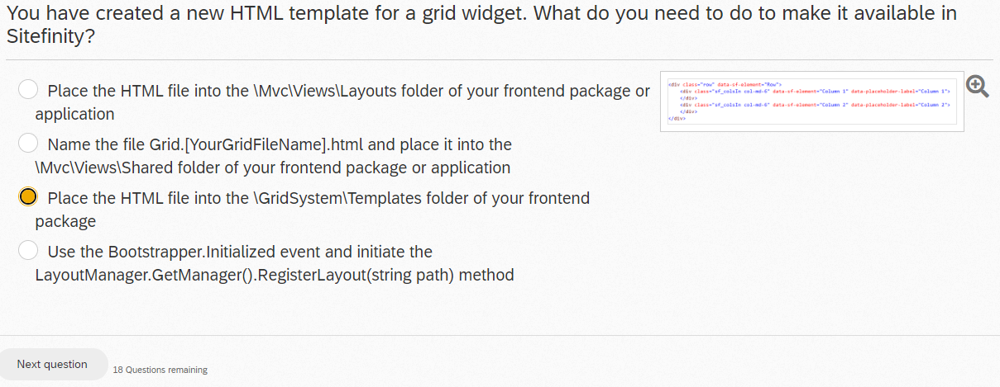 You have created a new HTML template for a grid widget. What do you need to do to make it available in
Sitefinity?
Place the HTML file into the \Mvc\Views\Layouts folder of your frontend package or
application
Name the file Grid.[YourGridFileName].html and place it into the
\Mvc\Views\Shared folder of your frontend package or application
Place the HTML file into the \GridSystem\Templates folder of your frontend
package
Use the Bootstrapper.Initialized event and initiate the
LayoutManager.GetManager().RegisterLayout(string path) method
<div class="row" data-sf-element="Row">
<div class="sf_colsIn col-md-6" data-sf-element="Column 1" data-placeholder-label="Column 1">
</div>
<div class="sf_colsIn col-md-6" data-sf-element="Column 2" data-placeholder-label="Column 2">
</div>
</div>
Next question
18 Questions remaining